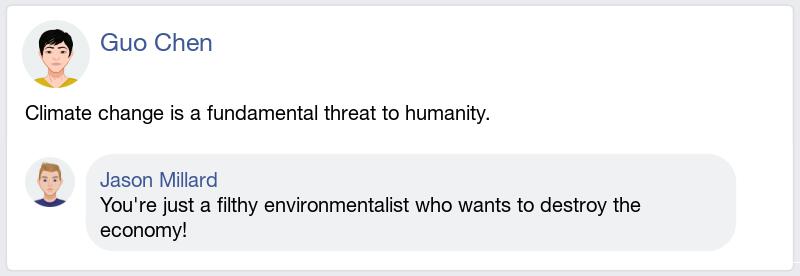 Guo Chen
Climate change is a fundamental threat to humanity.
Jason Millard
You're just a filthy environmentalist who wants to destroy the
economy!